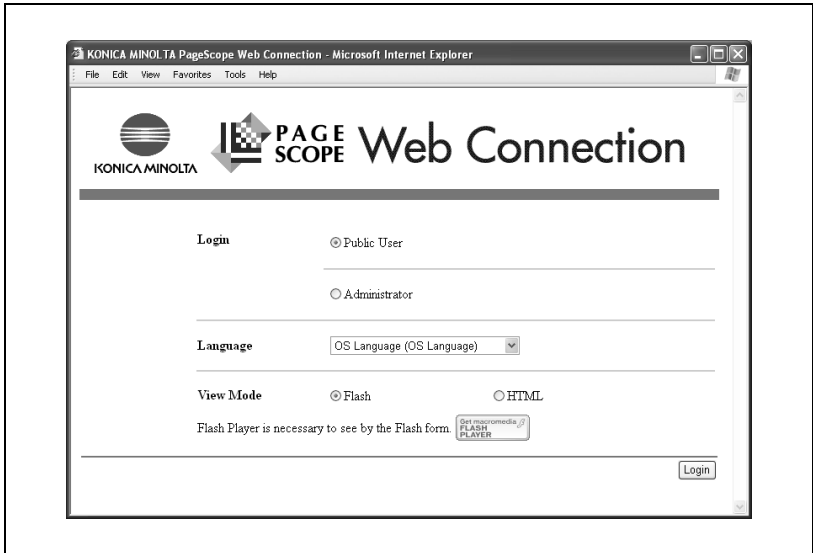 KONICA MINOLTA PageScope Web Connection - Microsoft Internet Explorer
File Edit View Favorites Tools Help
KONICA MINOLTA
PAGE SCOPE Web Connection
Login
Public User
Administrator
Language
OS Language (OS Language)
View Mode
Flash
HTML
Flash Player is necessary to see by the Flash form.
Get macromedia
FLASH
PLAYER
Login